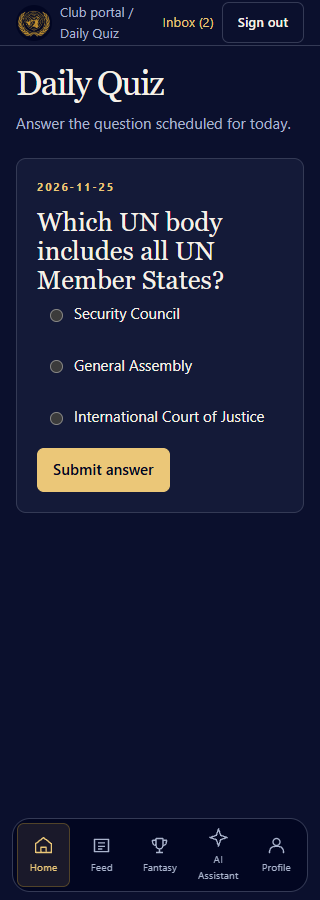 Club portal /
Daily Quiz
Inbox (2)
Sign out
Daily Quiz
Answer the question scheduled for today.
2026-11-25
Which UN body
includes all UN
Member States?
Security Council
General Assembly
International Court of Justice
Submit answer
Home
Feed
Fantasy
AI
Assistant
Profile